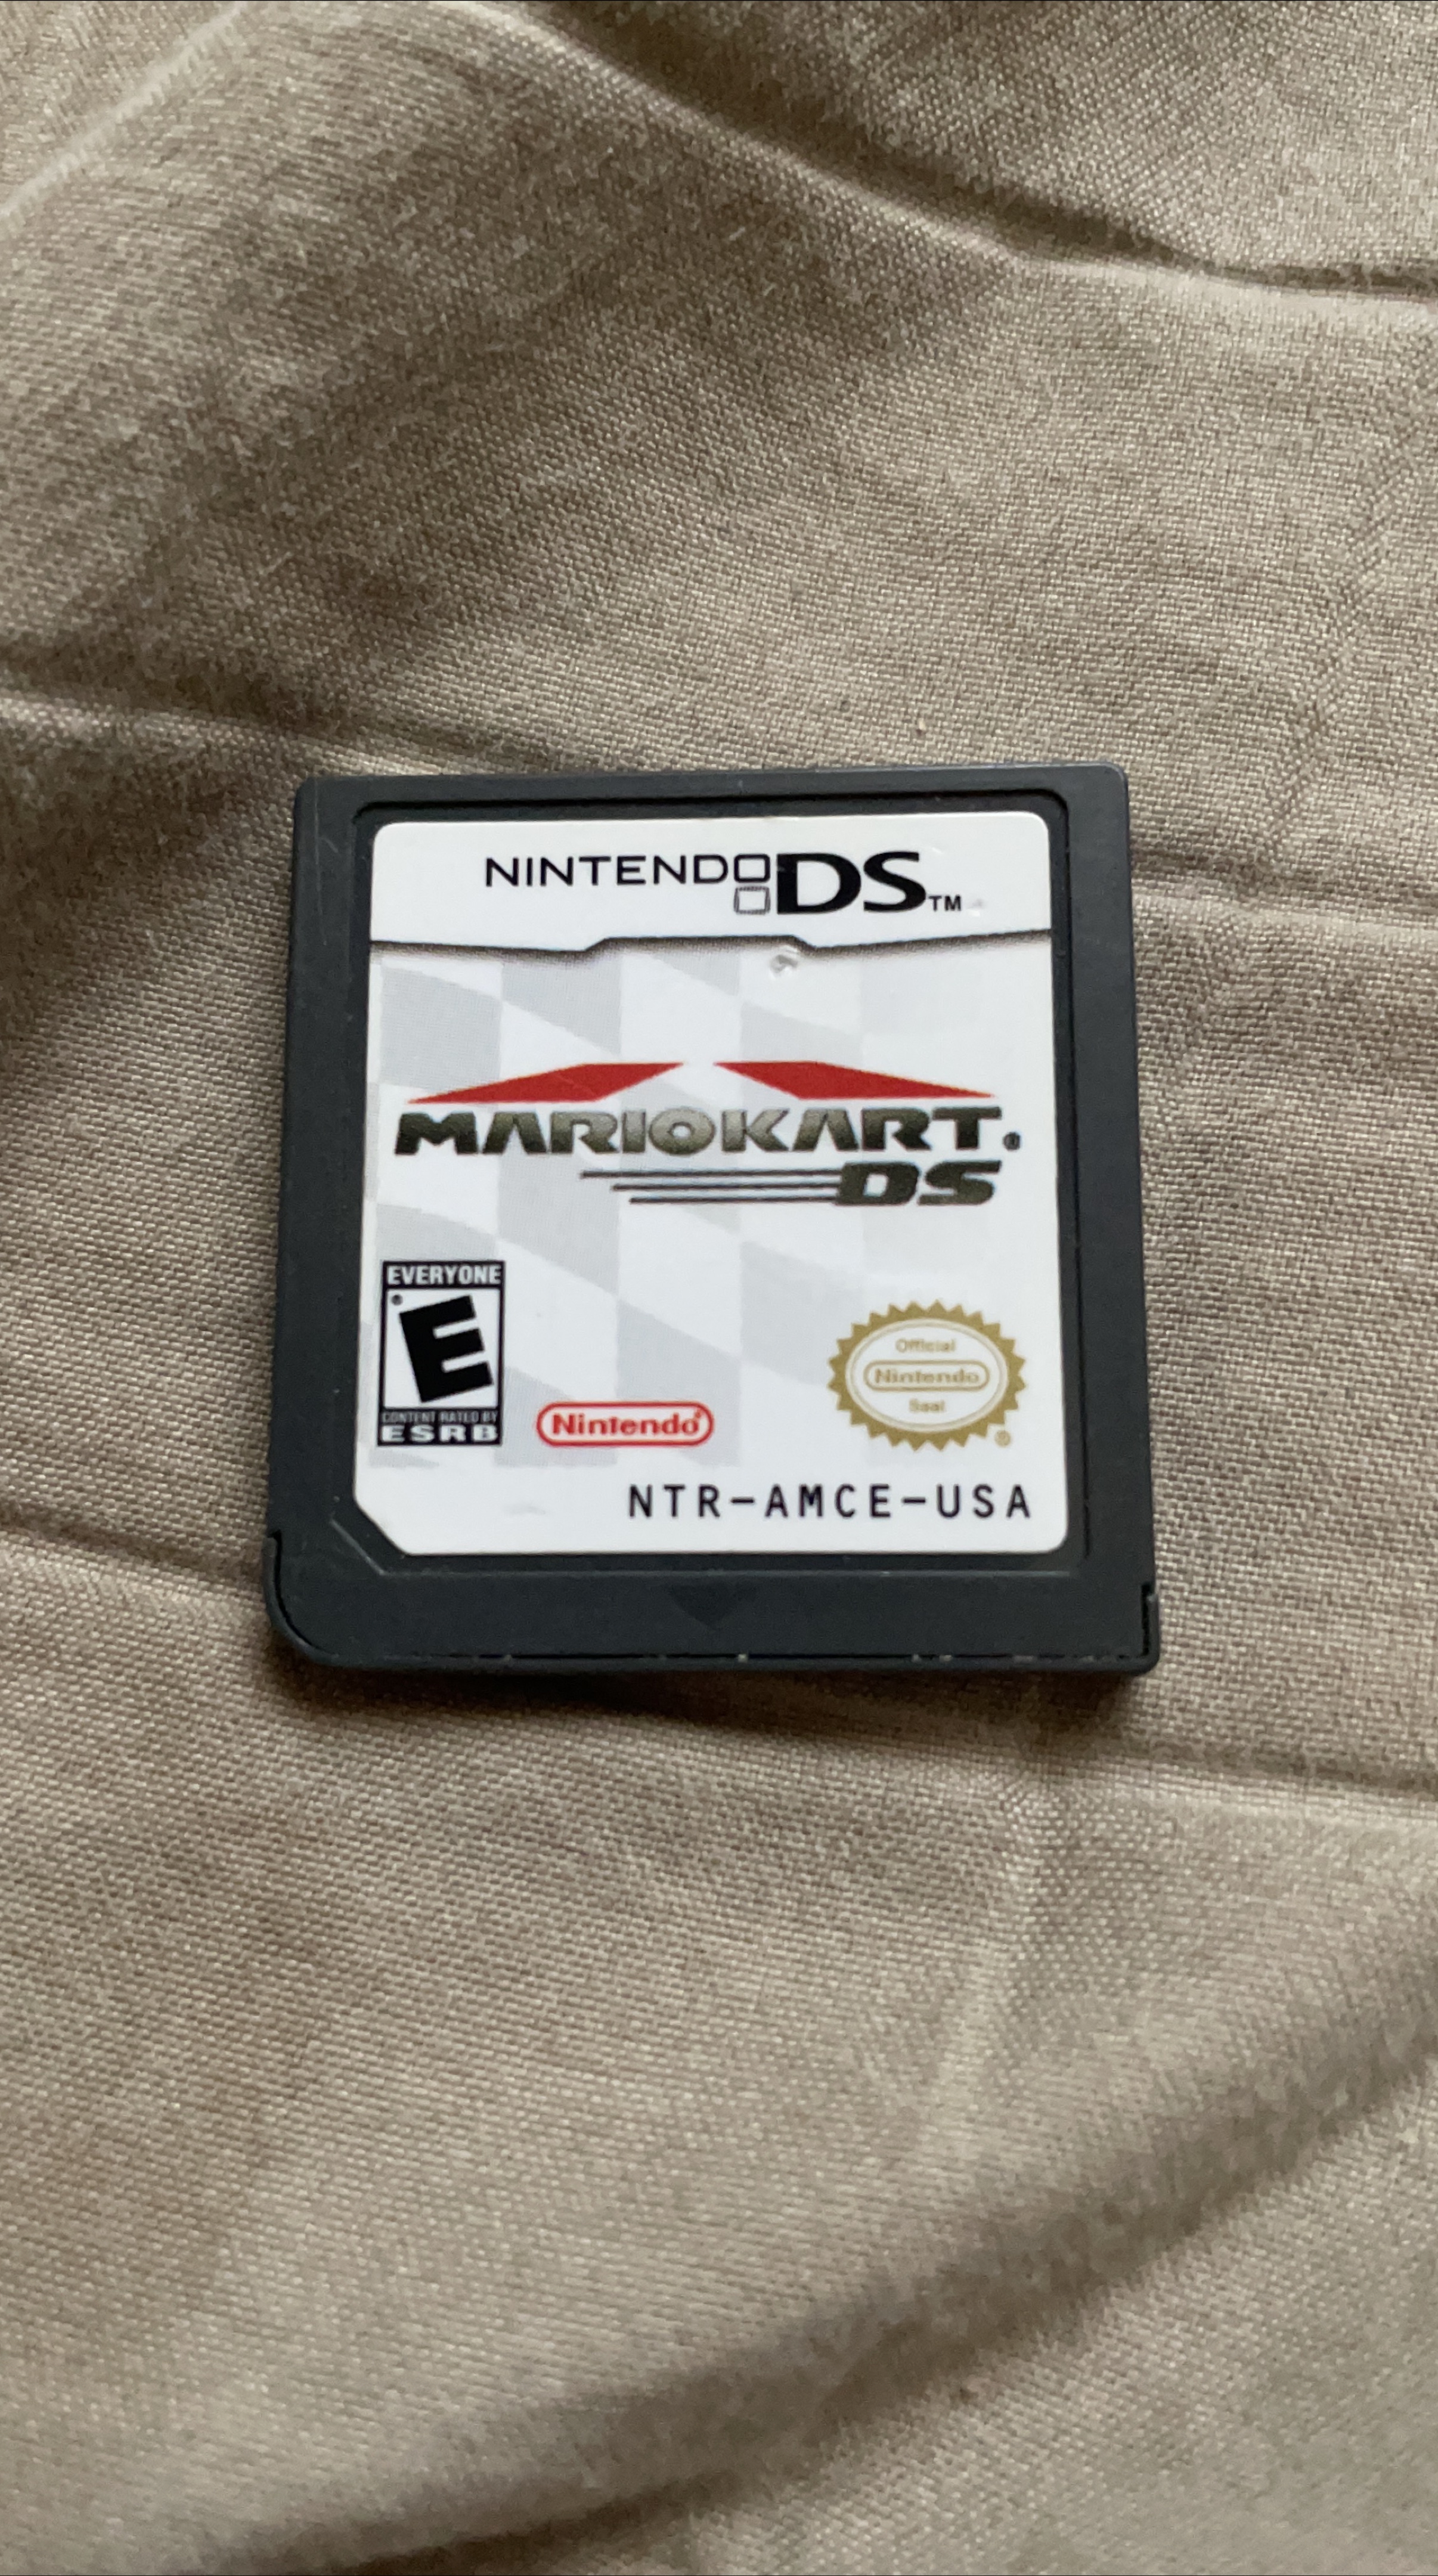 NINTENDO DS™
MARIOKART®
DS
EVERYONE
E
CONTENT RATED BY
ESRB
Nintendo®
Official
Nintendo
Seal
®
NTR-AMCE-USA